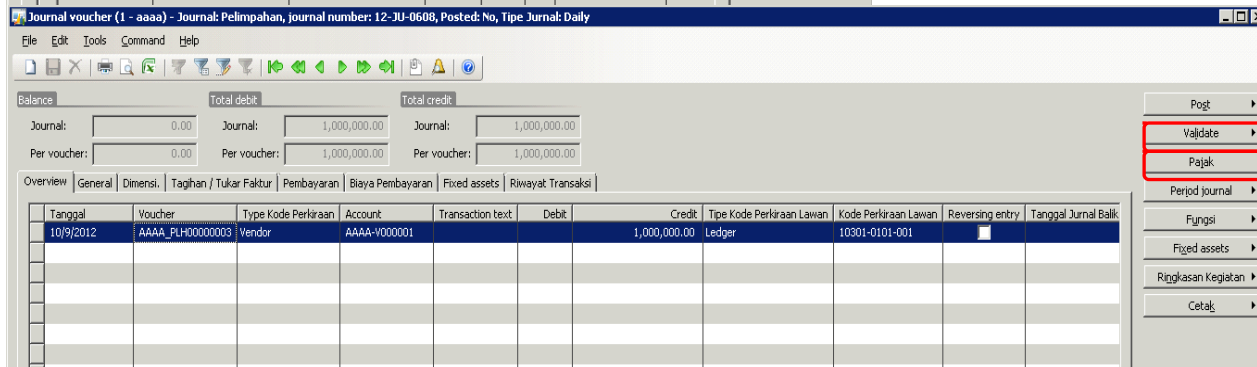 Journal voucher (1 - aaaa) - Journal: Pelimpahan, journal number: 12-JU-0608, Posted: No, Tipe Jurnal: Daily
File Edit Tools Command Help
Balance Total debit Total credit
Journal: 0.00 Journal: 1,000,000.00 Journal: 1,000,000.00
Per voucher: 0.00 Per voucher: 1,000,000.00 Per voucher: 1,000,000.00
Overview General Dimensi. Tagihan / Tukar Faktur Pembayaran Biaya Pembayaran Fixed assets Riwayat Transaksi
Tanggal Voucher Type Kode Perkiraan Account Transaction text Debit Credit Tipe Kode Perkiraan Lawan Kode Perkiraan Lawan Reversing entry Tanggal Jurnal Balik
10/9/2012 AAAA_PLH00000003 Vendor AAAA-V000001 1,000,000.00 Ledger 10301-0101-001
Post
Validate
Pajak
Period journal
Fungsi
Fixed assets
Ringkasan Kegiatan
Cetak